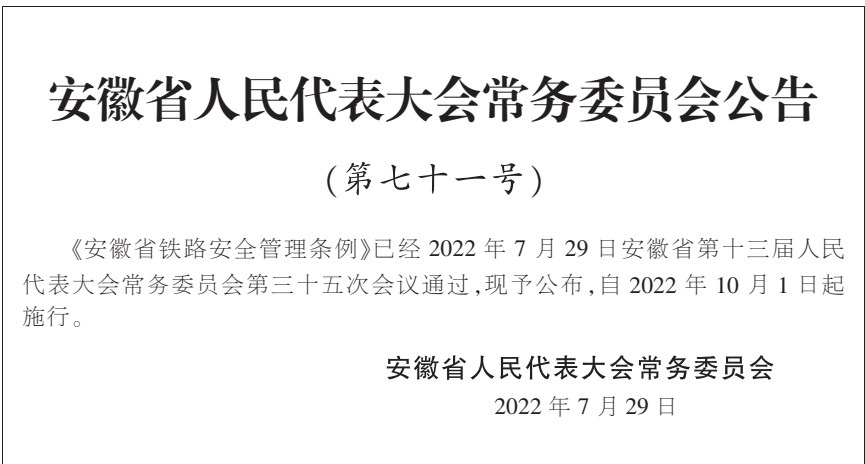 安徽省人民代表大会常务委员会公告
(第七十一号)
《安徽省铁路安全管理条例》已经 2022 年 7 月 29 日安徽省第十三届人民
代表大会常务委员会第三十五次会议通过,现予公布,自 2022 年 10 月 1 日起
施行。
安徽省人民代表大会常务委员会
2022 年 7 月 29 日